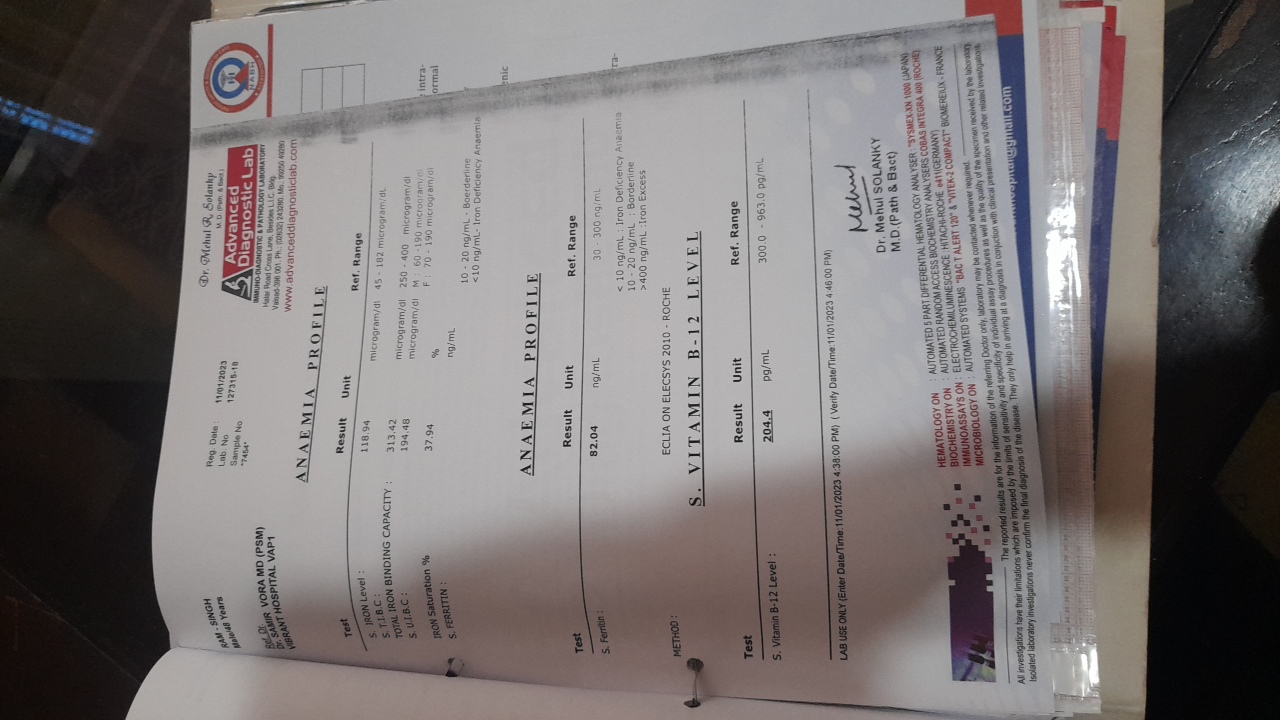 RAM - SINGH
Male/48 Years
Ref. Dr.
Dr. SAMIR VORA MD (PSM)
VIBRANT HOSPITAL VAP1
Reg. Date : 11/01/2023
Lab. No 127315-18
Sample No
"7454"
Dr. Mehul R. Solanky
M. D. (Path. & Bact.)
Advanced
Diagnostic Lab
IMMUNO-DIAGNOSTIC & PATHOLOGY LABORATORY
Halar Road Cross Lane, Besides L.I.C. Bldg.
Valsad-396 001. Ph.: (02632) 243280. Mo.: 99250 49280
www.advanceddiagnosticlab.com
NABH
ANAEMIA PROFILE
Test Result Unit Ref. Range
S. IRON Level : 118.94 microgram/dl 45 - 182 microgram/dL
S. T.I.B.C :
TOTAL IRON BINDING CAPACITY : 313.42 microgram/dl 250 - 400 microgram/dl
S. U.I.B.C : 194.48 microgram/dl M : 60 -190 microgram/dl
F : 70 - 190 microgram/dl
IRON Saturation % 37.94 %
S. FERRITIN : ng/mL
10 - 20 ng/mL - Boerderline
<10 ng/mL- Iron Deficiency Anaemia
ANAEMIA PROFILE
Test Result Unit Ref. Range
S. Ferritin : 82.04 ng/mL 30 - 300 ng/mL
< 10 ng/mL : Iron Deficiency Anaemia
10 - 20 ng/mL : Borderline
>400 ng/mL :Iron Excess
METHOD : ECLIA ON ELECSYS 2010 - ROCHE
S. VITAMIN B-12 LEVEL
Test Result Unit Ref. Range
S. Vitamin B-12 Level : 204.4 pg/mL 300.0 - 963.0 pg/mL
LAB USE ONLY (Enter Date/Time:11/01/2023 4:38:00 PM) ( Verify Date/Time:11/01/2023 4:46:00 PM)
Mehul
Dr. Mehul SOLANKY
M.D.(Path & Bact)
HEMATOLOGY ON : AUTOMATED 5 PART DIFFERENTIAL HEMATOLOGY ANALYSER : "SYSMEX-XN 1000 (JAPAN)
BIOCHEMISTRY ON : AUTOMATED RANDOM ACCESS BIOCHEMISTRY ANALYSERS COBAS INTEGRA 400 (ROCHE)
IMMUNOASSAYS ON : ELECTROCHEMILUMINESCENCE :HITACHI-ROCHE e411(GERMANY)
MICROBIOLOGY ON : AUTOMATED SYSTEMS "BAC T ALERT 120" & "VITEK-2 COMPACT" BIOMEREIUX - FRANCE
The reported results are for the information of the referring Doctor only, laboratory may be contacted whenever required.
All investigations have their limitations which are imposed by the limits of sensitivity and specificity of individual assay procedures as well as the quality of the specimen received by the laboratory.
Isolated laboratory investigations never confirm the final diagnosis of the disease. They only help in arriving at a diagnosis in conjuction with clinical presentation and other related investigations.
intra-
ormal
enic
ra-
hospital@gmail.com